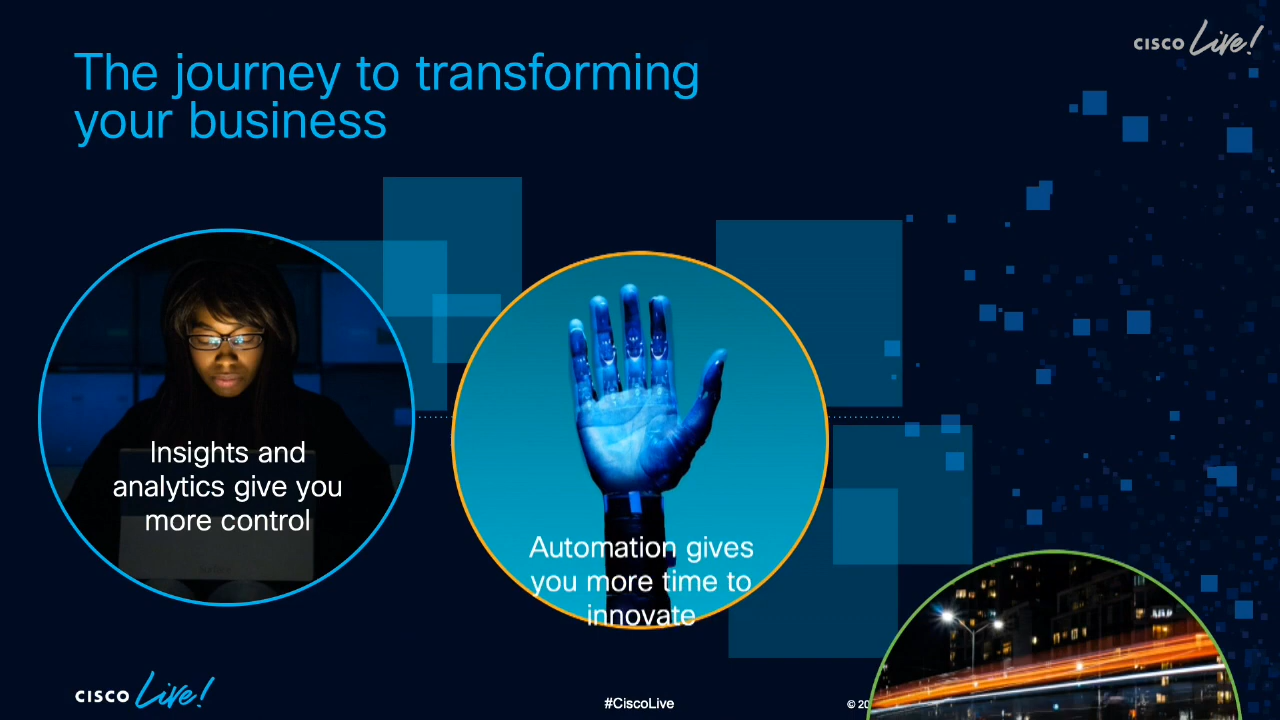 CISCO Live!
The journey to transforming
your business
Insights and
analytics give you
more control
Automation gives
you more time to
innovate
CISCO Live!
#CiscoLive
© 20